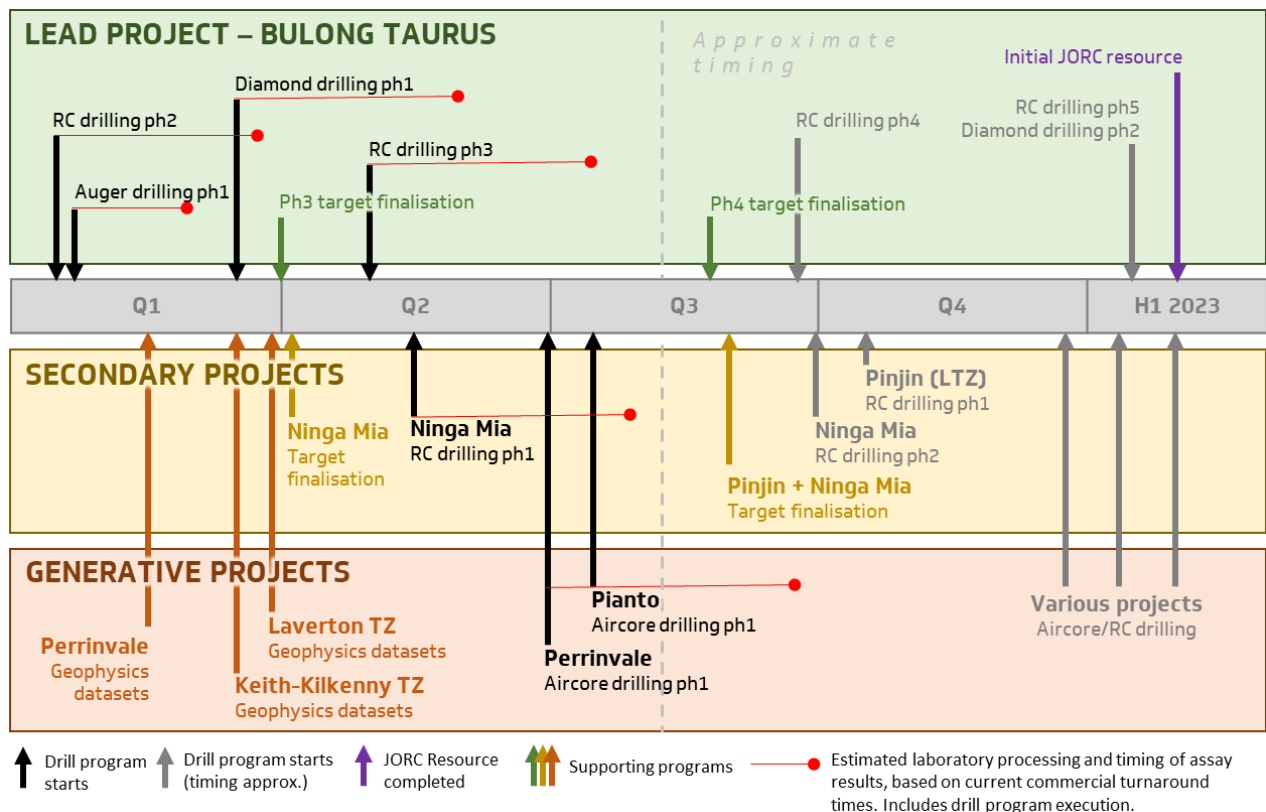 LEAD PROJECT – BULONG TAURUS
Approximate
timing
Initial JORC resource
Diamond drilling ph1
RC drilling ph2
RC drilling ph5
Diamond drilling ph2
RC drilling ph4
RC drilling ph3
Auger drilling ph1
Ph3 target finalisation
Ph4 target finalisation
Q1
Q2
Q3
Q4
H1 2023
SECONDARY PROJECTS
Pinjin (LTZ)
RC drilling ph1
Ninga Mia
Target
finalisation
Ninga Mia
RC drilling ph1
Ninga Mia
RC drilling ph2
Pinjin + Ninga Mia
Target finalisation
GENERATIVE PROJECTS
Perrinvale
Geophysics
datasets
Laverton TZ
Geophysics datasets
Keith-Kilkenny TZ
Geophysics datasets
Pianto
Aircore drilling ph1
Perrinvale
Aircore drilling ph1
Various projects
Aircore/RC drilling
Drill program
starts
Drill program starts
(timing approx.)
JORC Resource
completed
Supporting programs
Estimated laboratory processing and timing of assay
results, based on current commercial turnaround
times. Includes drill program execution.